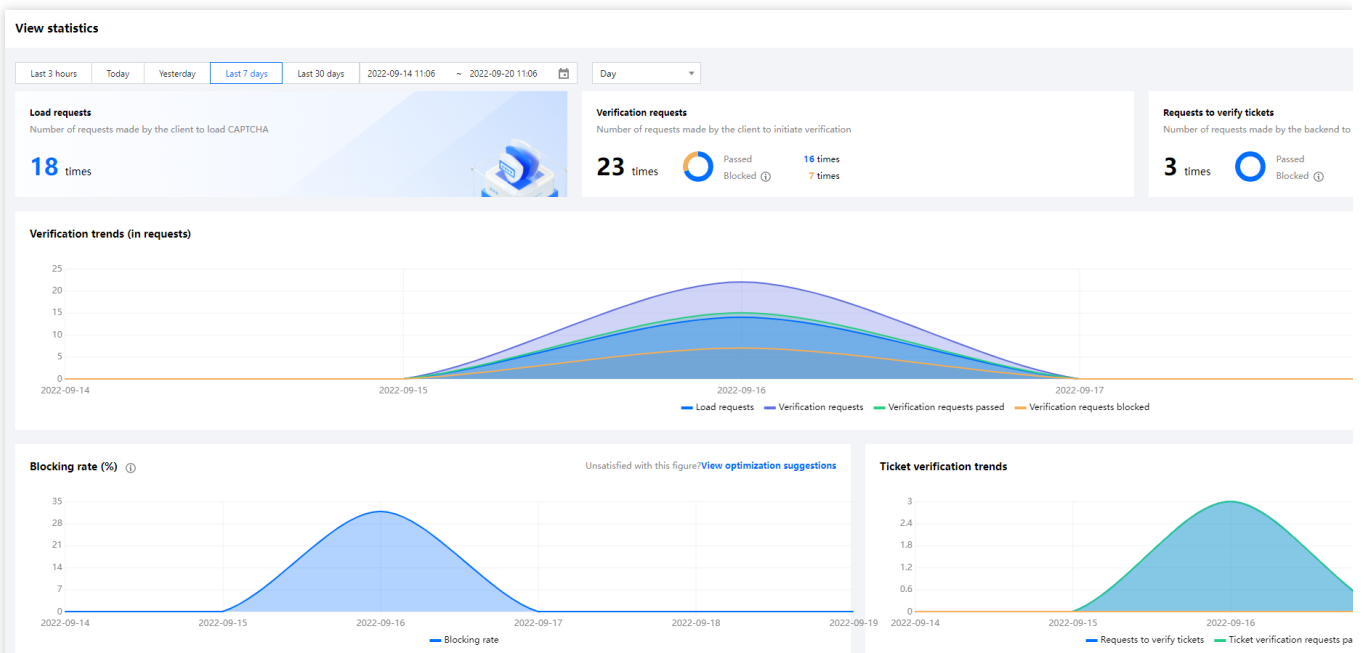 View statistics
Last 3 hours Today Yesterday Last 7 days Last 30 days 2022-09-14 11:06 ~ 2022-09-20 11:06 Day
Load requests
Number of requests made by the client to load CAPTCHA
18 times
Verification requests
Number of requests made by the client to initiate verification
23 times
Passed 16 times
Blocked 7 times
Requests to verify tickets
Number of requests made by the backend to
3 times
Passed
Blocked
Verification trends (in requests)
25
20
15
10
5
0
2022-09-14 2022-09-15 2022-09-16 2022-09-17
Load requests Verification requests Verification requests passed Verification requests blocked
Blocking rate (%)
Unsatisfied with this figure?View optimization suggestions
35
28
21
14
7
0
2022-09-14 2022-09-15 2022-09-16 2022-09-17 2022-09-18 2022-09-19
Blocking rate
Ticket verification trends
3
2.4
1.8
1.2
0.6
0
2022-09-14 2022-09-15 2022-09-16
Requests to verify tickets Ticket verification requests pa